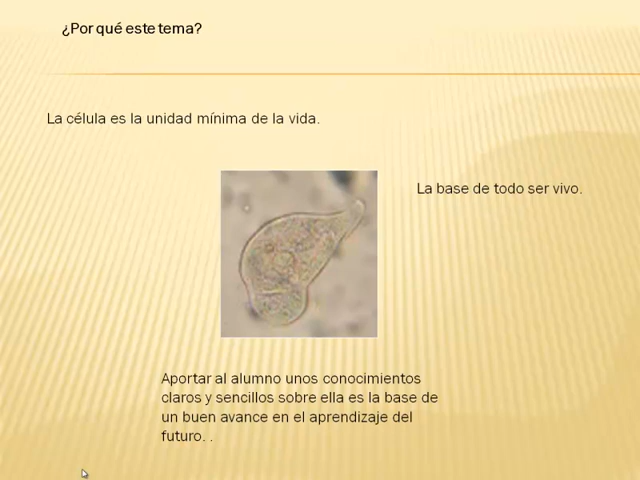 ¿Por qué este tema?
La célula es la unidad mínima de la vida.
La base de todo ser vivo.
Aportar al alumno unos conocimientos
claros y sencillos sobre ella es la base de
un buen avance en el aprendizaje del
futuro. .